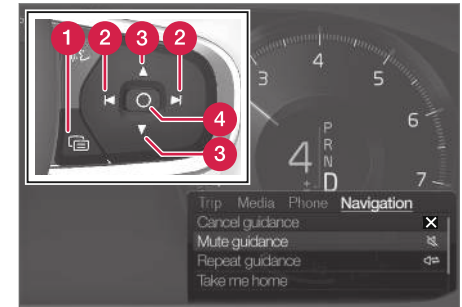 1
2
3
2
4
3
3
4
5
6
7
4
P
R
N
D
±
Trip Media Phone Navigation
Cancel guidance
Mute guidance
Repeat guidance
Take me home